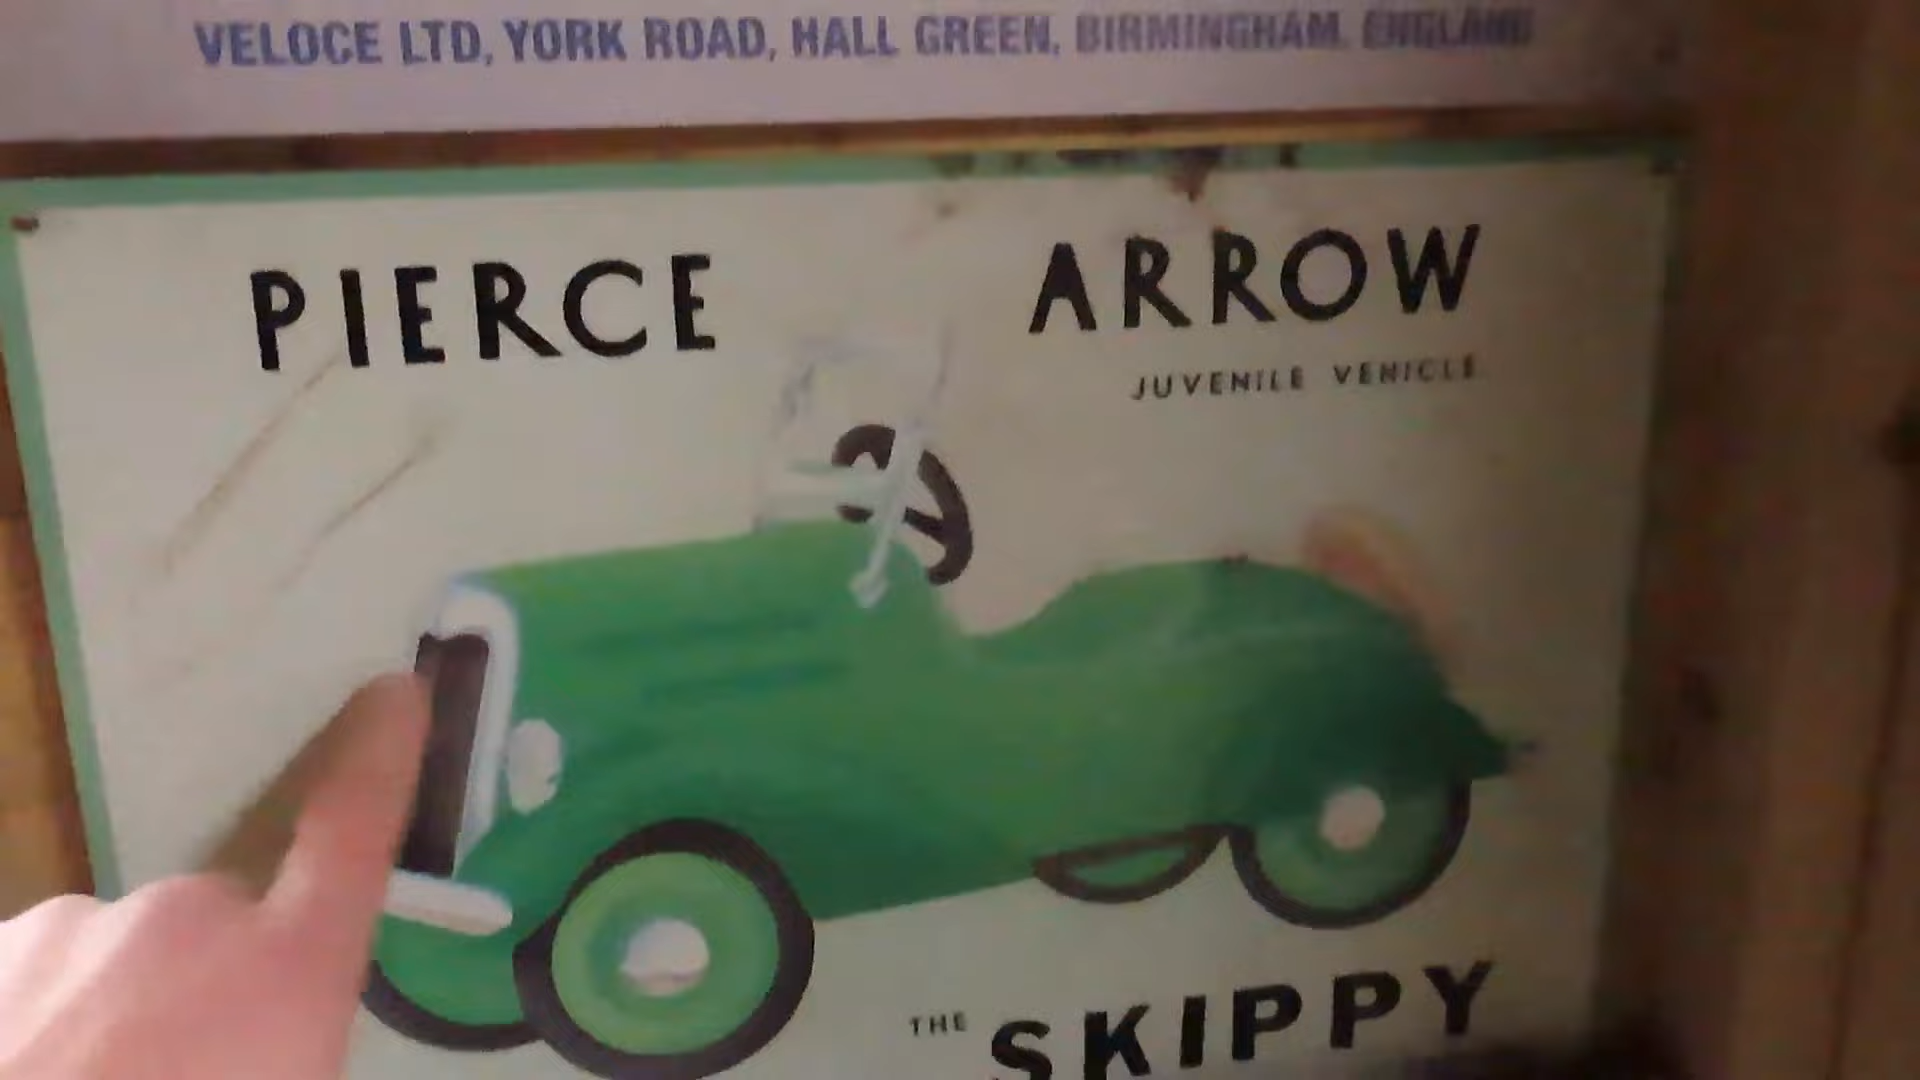 VELOCE LTD, YORK ROAD, HALL GREEN, BIRMINGHAM. ENGLAND
PIERCE ARROW
JUVENILE VEHICLE
THE SKIPPY